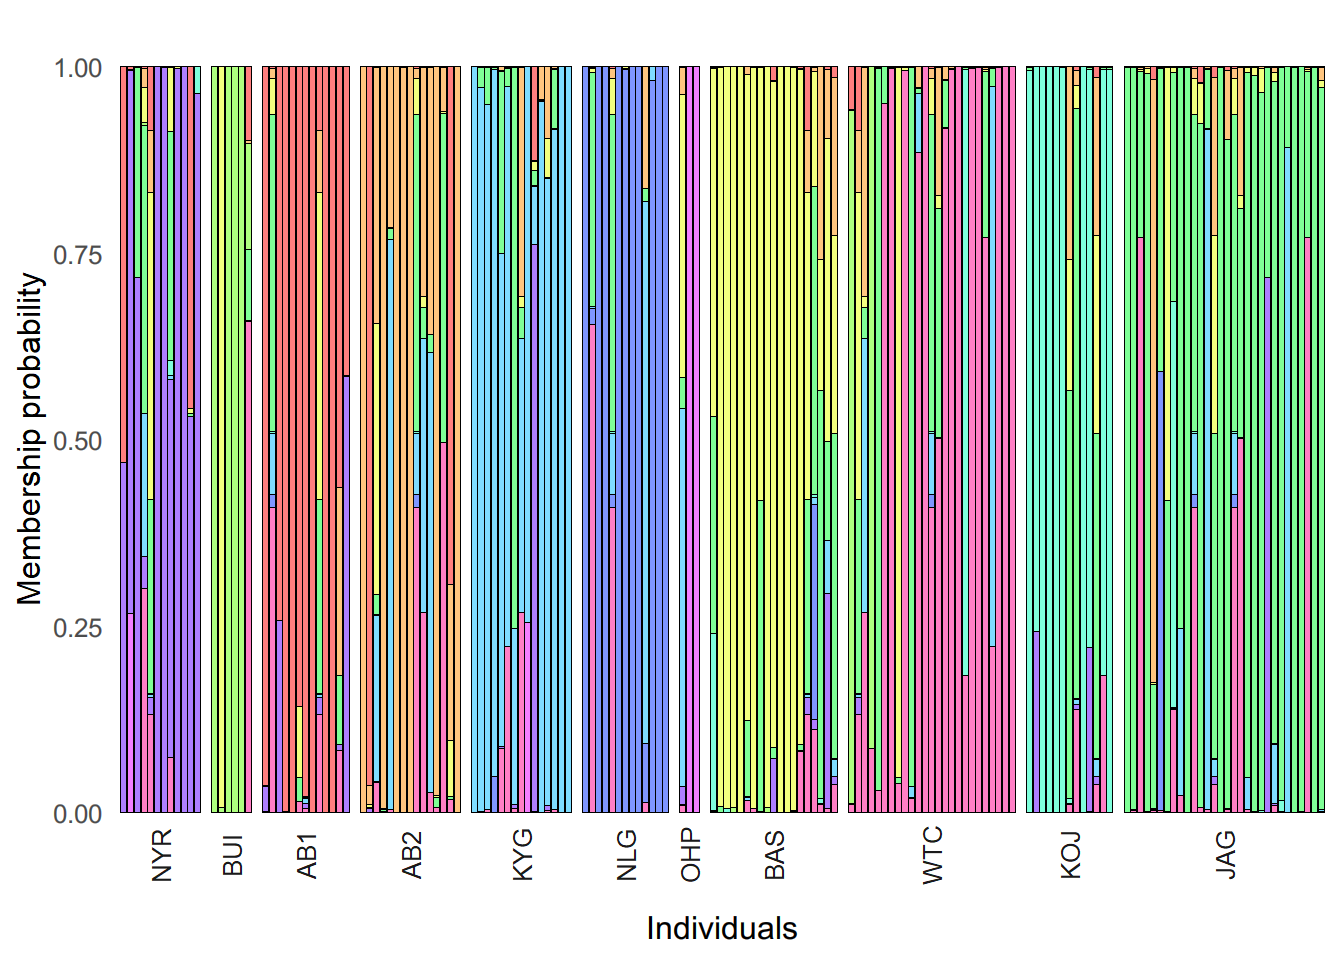 Membership probability
1.00
0.75
0.50
0.25
0.00
NYR
BUI
AB1
AB2
KYG
NLG
OHP
BAS
WTC
KOJ
JAG
Individuals